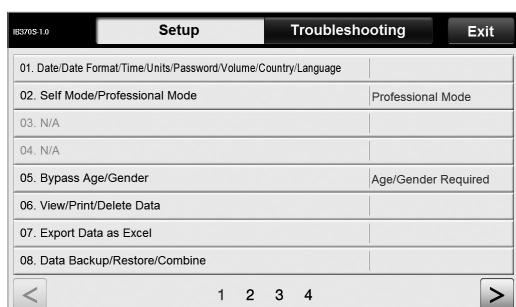 IB370S-1.0 Setup Troubleshooting Exit
01. Date/Date Format/Time/Units/Password/Volume/Country/Language
02. Self Mode/Professional Mode Professional Mode
03. N/A
04. N/A
05. Bypass Age/Gender Age/Gender Required
06. View/Print/Delete Data
07. Export Data as Excel
08. Data Backup/Restore/Combine
< 1 2 3 4 >